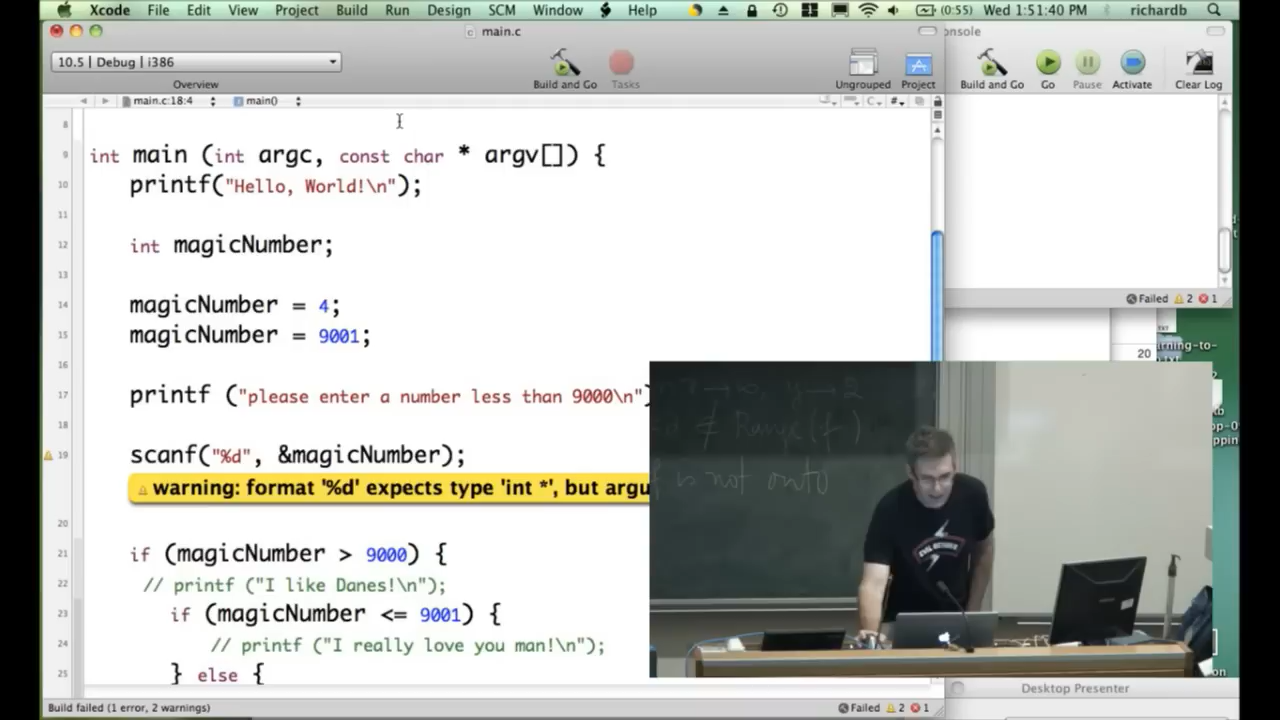 Xcode File Edit View Project Build Run Design SCM Window Help (0:55) Wed 1:51:40 PM richardb
main.c
onsole
10.5 | Debug | i386
Overview
Build and Go
Tasks
Ungrouped
Project
Build and Go
Go
Pause
Activate
Clear Log
main.c:18:4 main() C #
8
9 int main (int argc, const char * argv[]) {
10 printf("Hello, World!\n");
11
12 int magicNumber;
13
14 magicNumber = 4;
15 magicNumber = 9001;
16
17 printf ("please enter a number less than 9000\n")
18
19 scanf("%d", &magicNumber);
warning: format '%d' expects type 'int *', but argu
20
21 if (magicNumber > 9000) {
22 // printf ("I like Danes!\n");
23 if (magicNumber <= 9001) {
24 // printf ("I really love you man!\n");
25 } else {
Build failed (1 error, 2 warnings)
Failed 2 1
Failed 2 1
20
arning-to-
≠ Range(f)
is not onto
Desktop Presenter